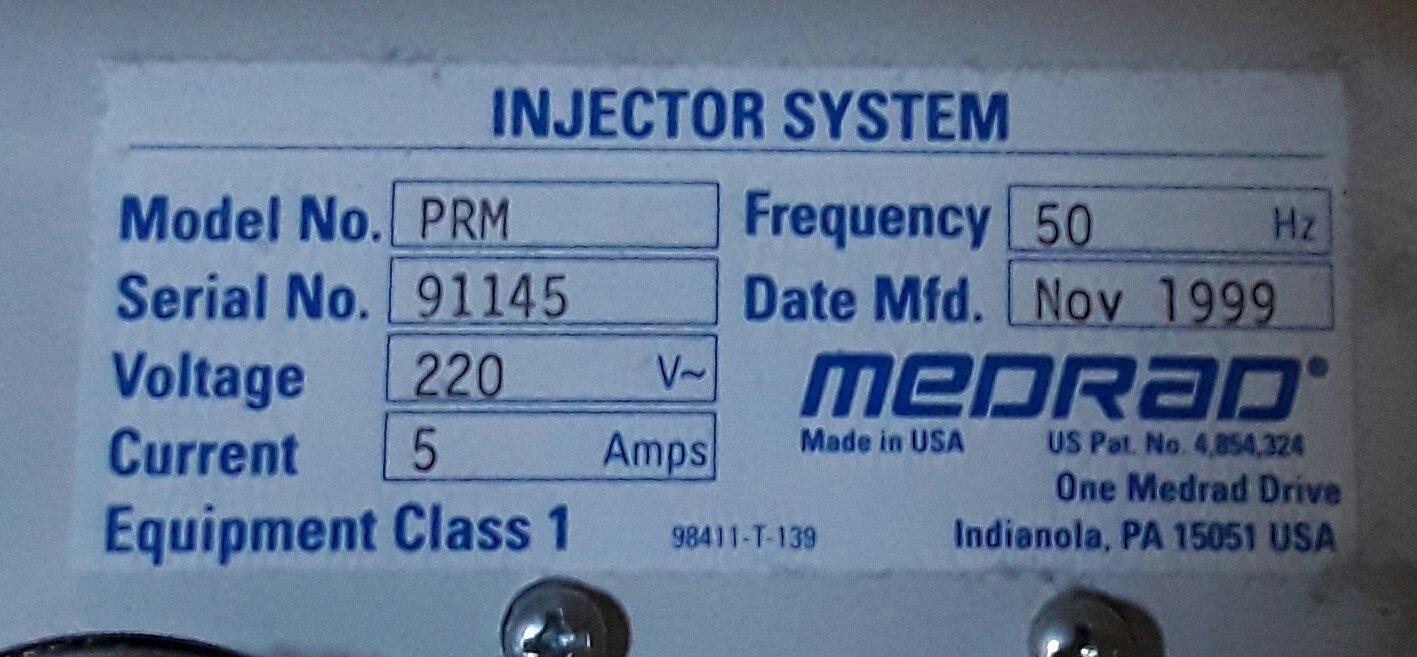 INJECTOR SYSTEM
Model No. PRM
Frequency 50 Hz
Serial No. 91145
Date Mfd. Nov 1999
Voltage 220 V~
MEDRAD
Current 5 Amps
Made in USA US Pat. No. 4,854,324
One Medrad Drive
Equipment Class 1
98411-T-139
Indianola, PA 15051 USA